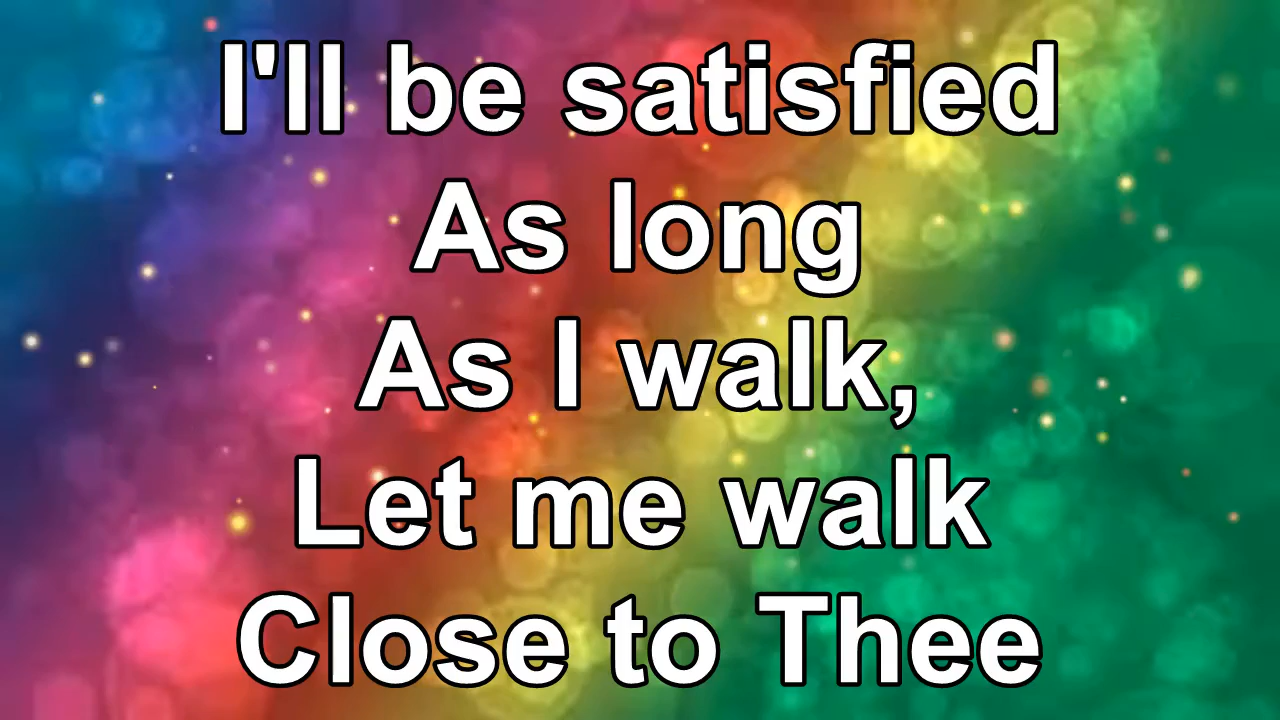 I'll be satisfied
As long
As I walk,
Let me walk
Close to Thee